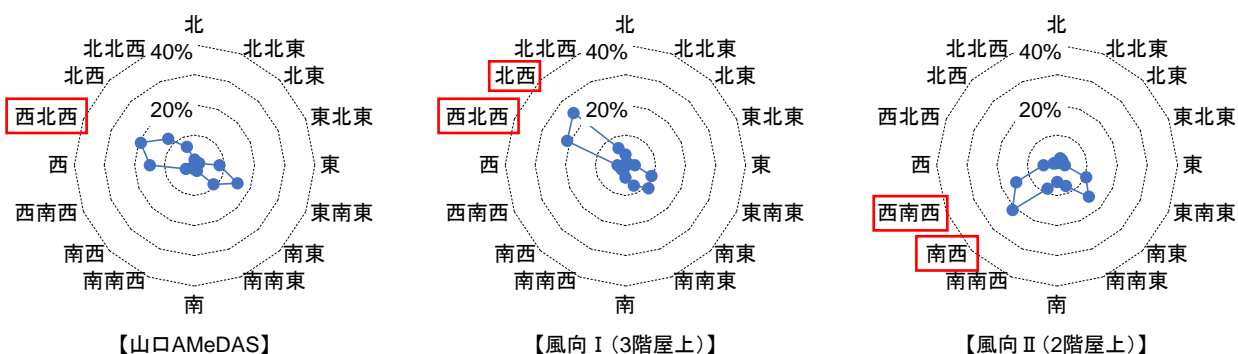 北
北北西
40%
北北東
北西
北東
西北西
20%
東北東
西
東
西南西
東南東
南西
南東
南南西
南南東
南
【山口AMeDAS】
北
北北西
40%
北北東
北西
北東
西北西
20%
東北東
西
東
西南西
東南東
南西
南東
南南西
南南東
南
【風向Ⅰ(3階屋上)】
北
北北西
40%
北北東
北西
北東
西北西
20%
東北東
西
東
西南西
東南東
南西
南東
南南西
南南東
南
【風向Ⅱ(2階屋上)】